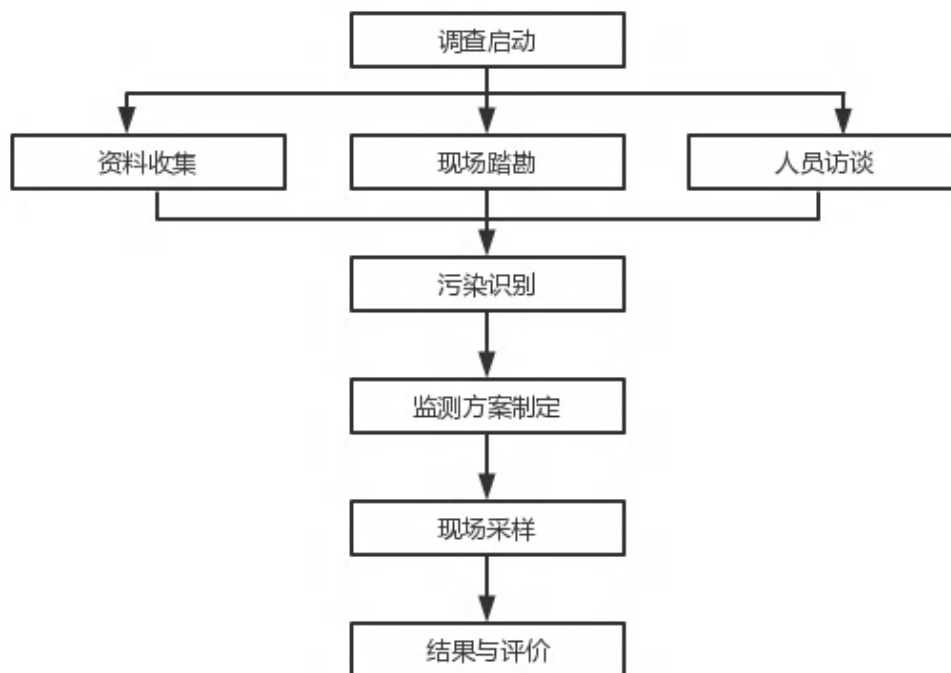 调查启动
资料收集
现场踏勘
人员访谈
污染识别
监测方案制定
现场采样
结果与评价